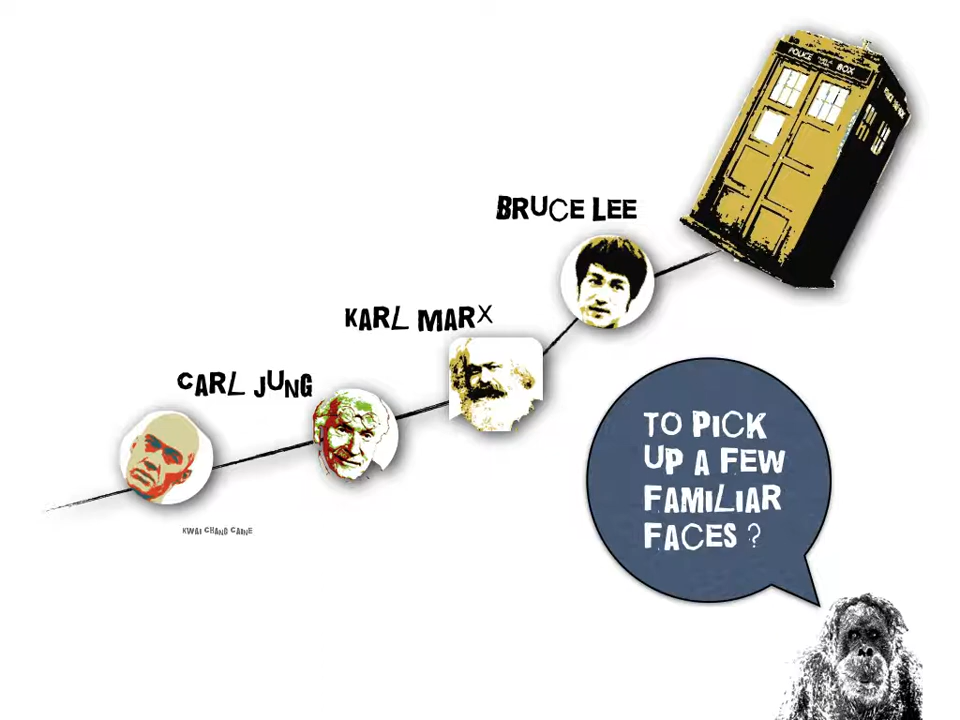 POLICE BOX
BRUCE LEE
KARL MARX
CARL JUNG
TO PICK
UP A FEW
FAMILIAR
FACES ?
KWAI CHANG CAINE